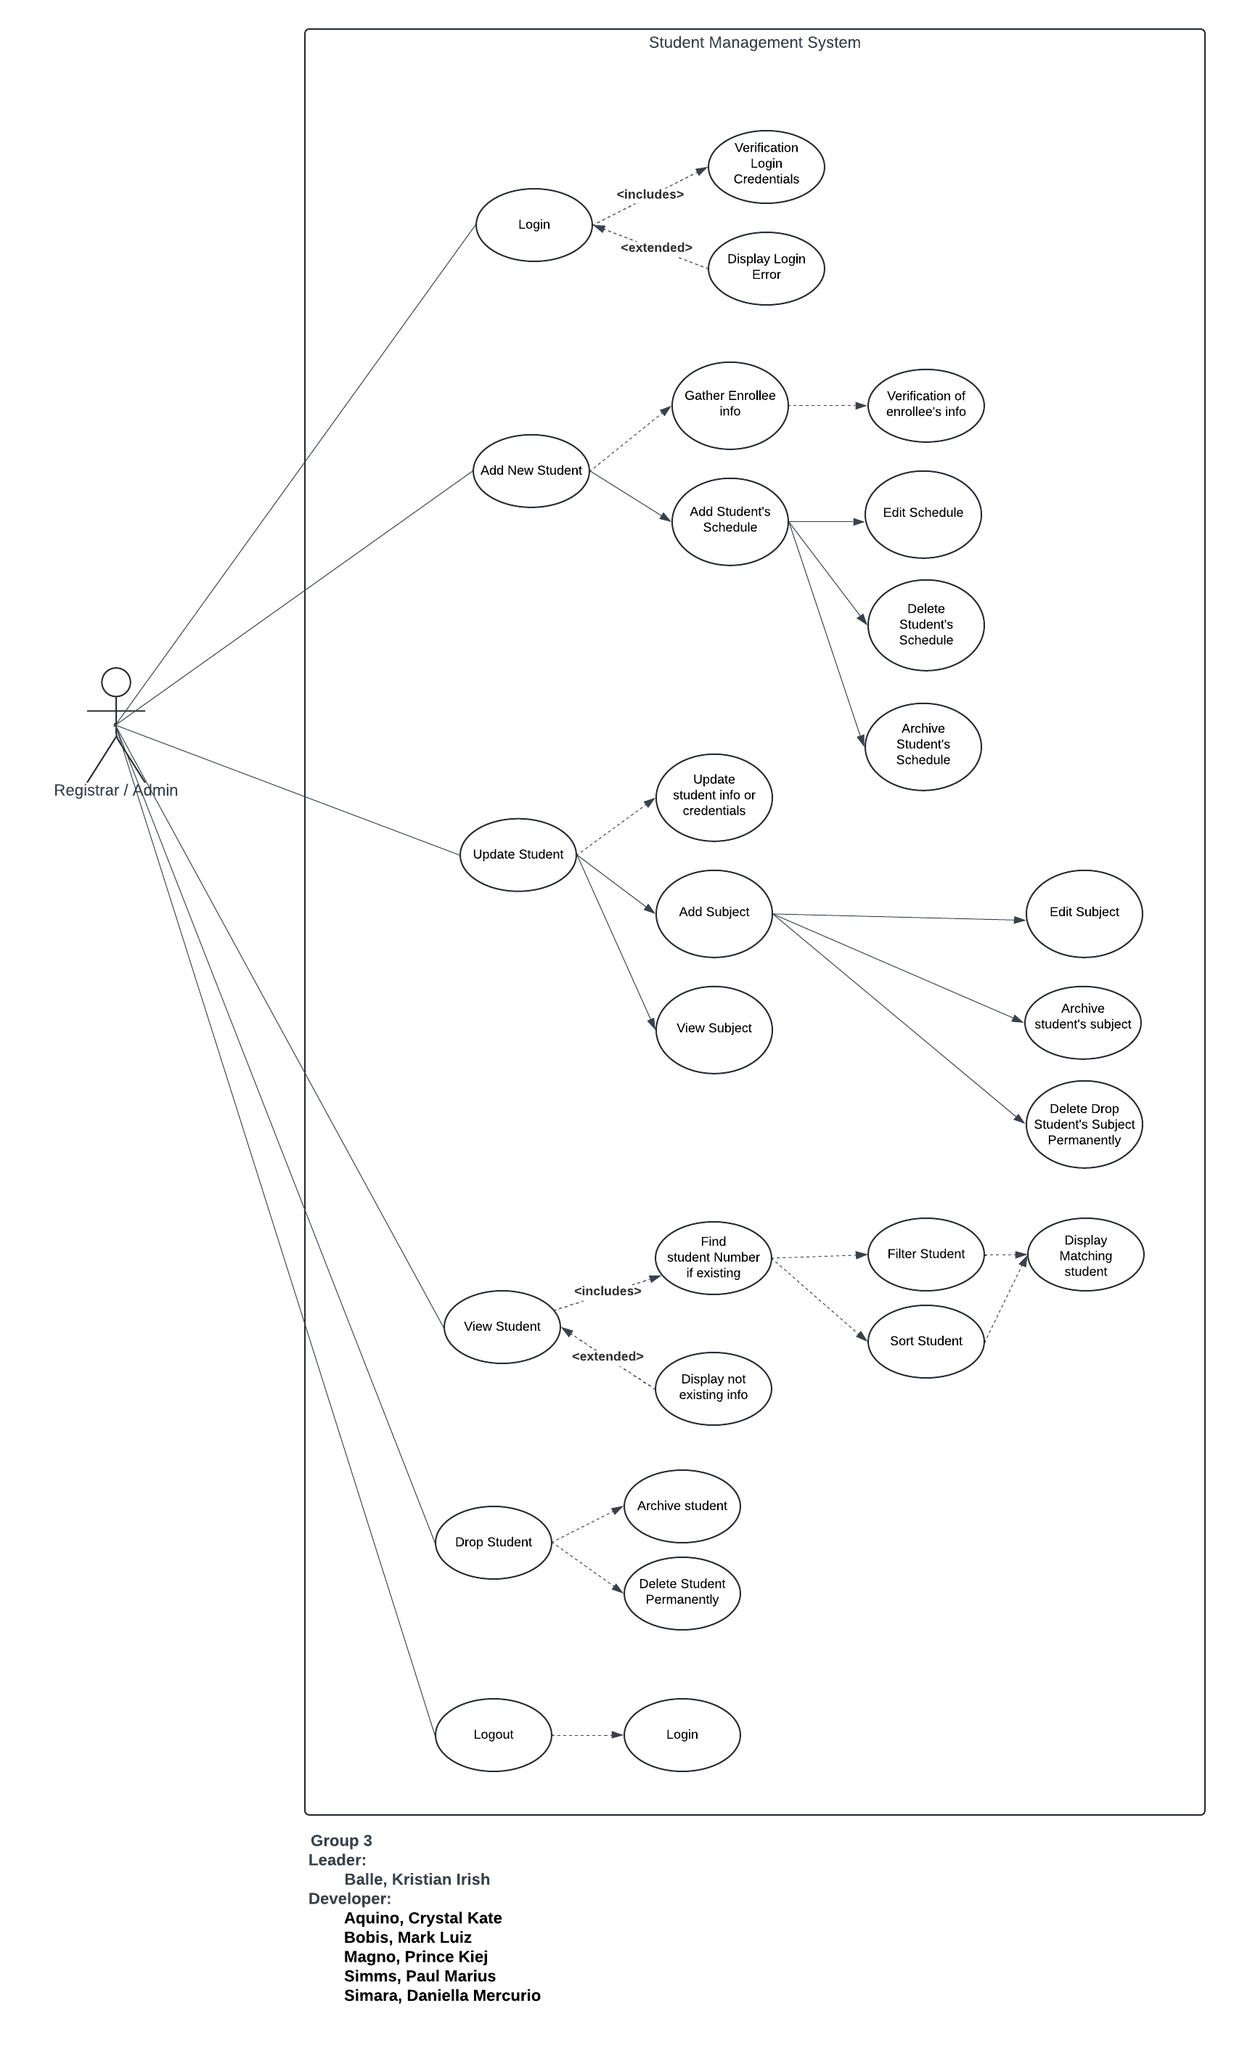 Student Management System
Verification
Login
Credentials
<includes>
Login
<extended>
Display Login
Error
Gather Enrollee
info
Verification of
enrollee's info
Add New Student
Add Student's
Schedule
Edit Schedule
Delete
Student's
Schedule
Archive
Student's
Schedule
Registrar / Admin
Update
student info or
credentials
Update Student
Add Subject
Edit Subject
View Subject
Archive
student's subject
Delete Drop
Student's Subject
Permanently
Find
student Number
if existing
Filter Student
Display
Matching
student
<includes>
View Student
Sort Student
<extended>
Display not
existing info
Archive student
Drop Student
Delete Student
Permanently
Logout
Login
Group 3
Leader:
Balle, Kristian Irish
Developer:
Aquino, Crystal Kate
Bobis, Mark Luiz
Magno, Prince Kiej
Simms, Paul Marius
Simara, Daniella Mercurio